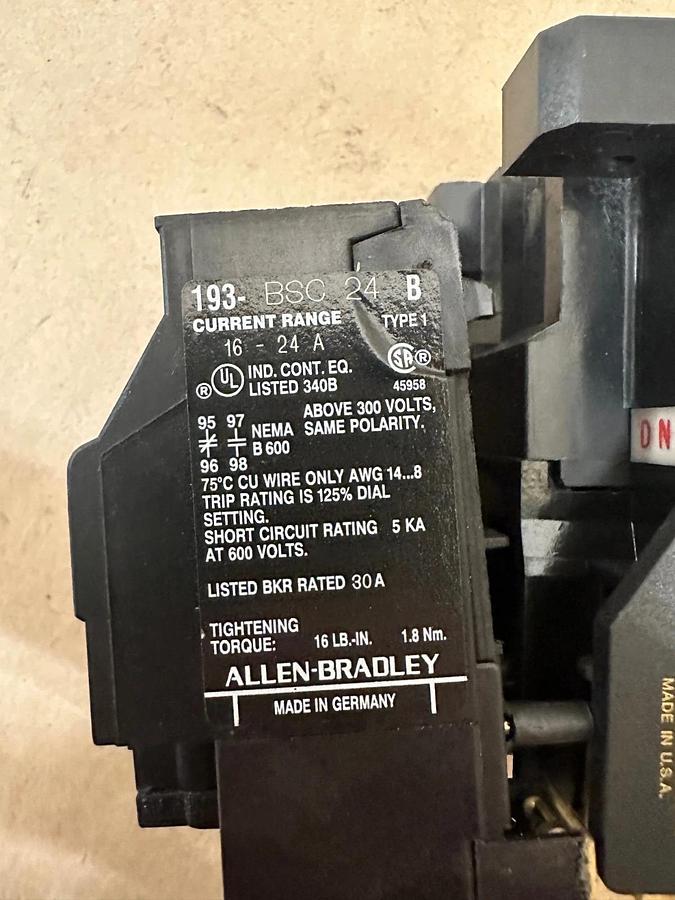 193- BSC 24 B
CURRENT RANGE TYPE 1
16 - 24 A
UL ® IND. CONT. EQ.
LISTED 340B
SA ®
45958
95 97
96 98
NEMA
B 600
ABOVE 300 VOLTS,
SAME POLARITY.
75°C CU WIRE ONLY AWG 14...8
TRIP RATING IS 125% DIAL
SETTING.
SHORT CIRCUIT RATING 5 KA
AT 600 VOLTS.
LISTED BKR RATED 30 A
TIGHTENING
TORQUE: 16 LB.-IN. 1.8 Nm.
ALLEN-BRADLEY
MADE IN GERMANY
DN
MADE IN U.S.A.